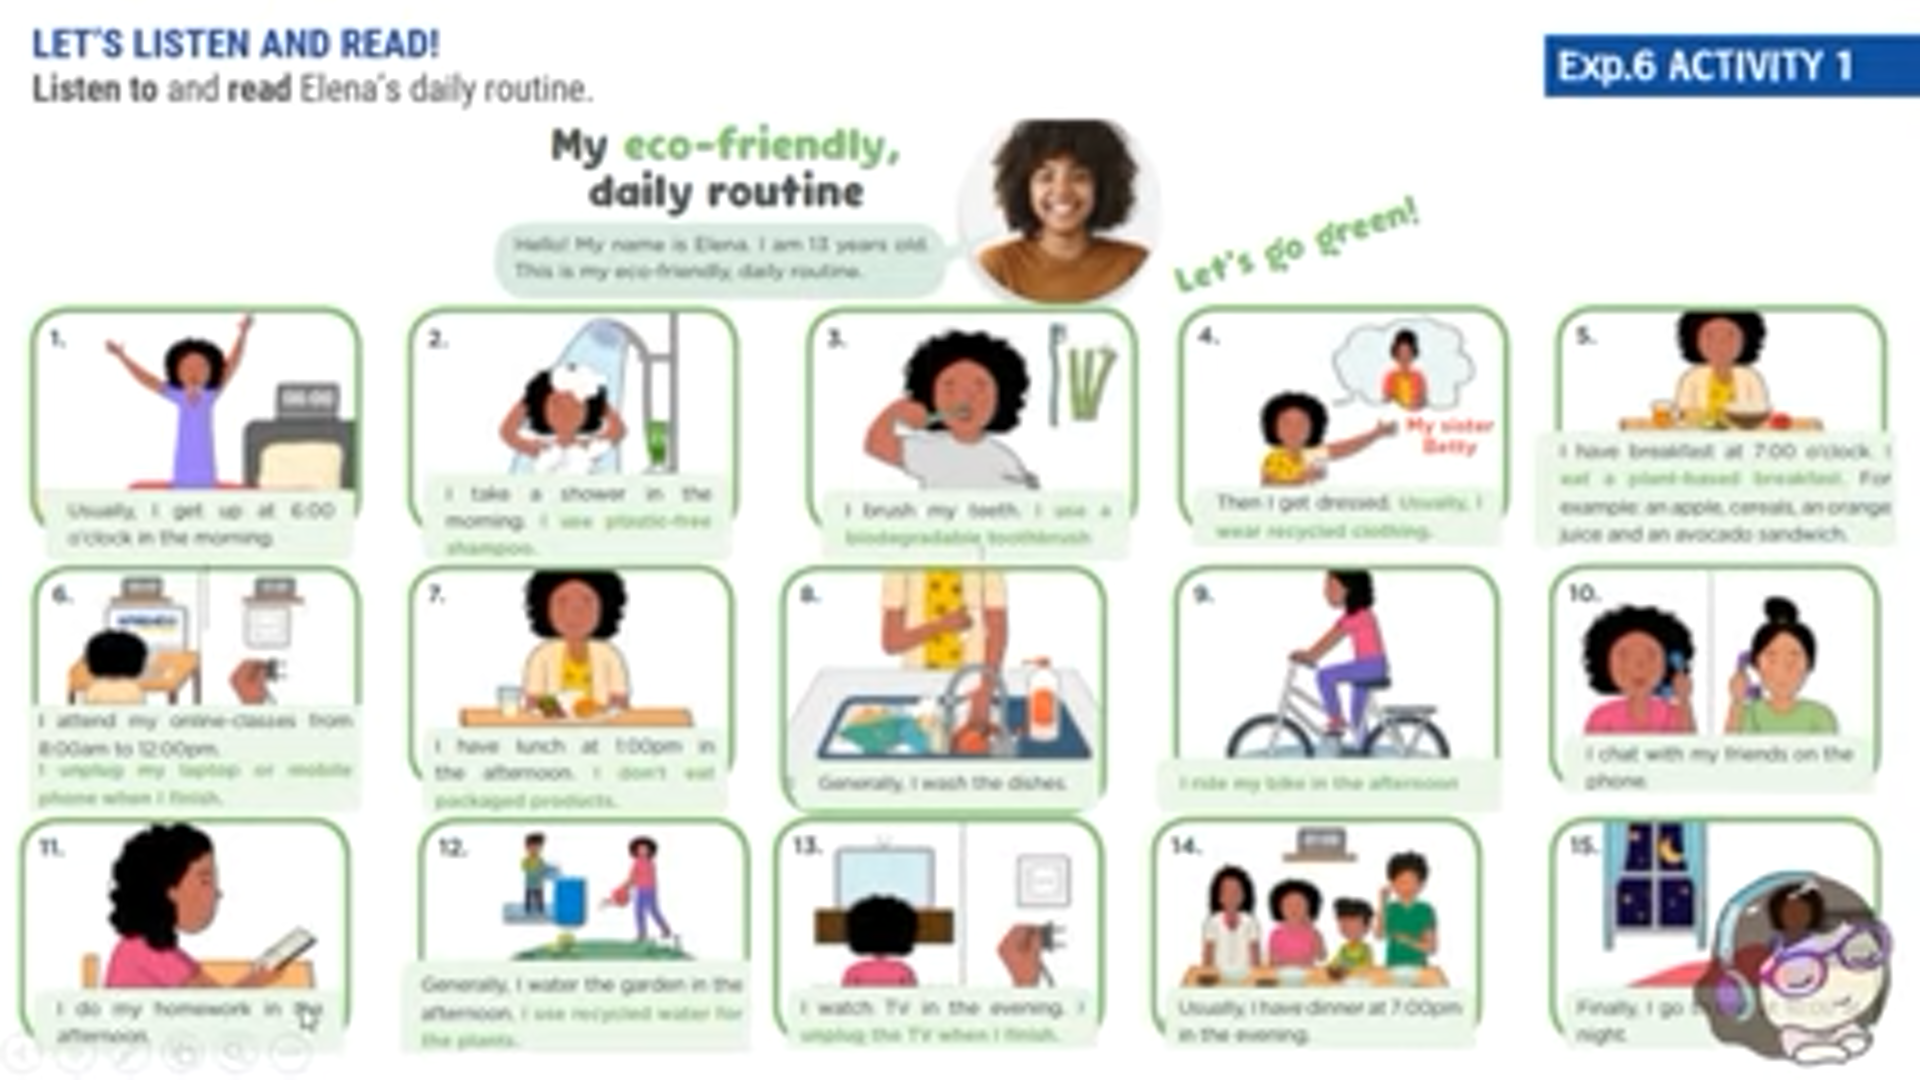 LET'S LISTEN AND READ!
Exp.6 ACTIVITY 1
Listen to and read Elena's daily routine.
My eco-friendly,
daily routine
Hello! My name is Elena. I am 13 years old.
This is my eco-friendly, daily routine.
Let's go green!
1.
Usually, I get up at 6:00
o'clock in the morning.
2.
I take a shower in the
morning. I use plastic-free
shampoo.
3.
I brush my teeth. I use a
biodegradable toothbrush
4.
My sister
Betty
Then I get dressed. Usually, I
wear recycled clothing.
5.
I have breakfast at 7:00 o'clock. I
eat a plant-based breakfast. For
example: an apple, cereals, an orange
juice and an avocado sandwich.
6.
I attend my online-classes from
8:00am to 12:00pm.
I unplug my laptop or mobile
phone when I finish.
7.
I have lunch at 1:00pm in
the afternoon. I don't eat
packaged products.
8.
Generally, I wash the dishes.
9.
I ride my bike in the afternoon
10.
I chat with my friends on the
phone.
11.
I do my homework in the
afternoon.
12.
Generally, I water the garden in the
afternoon. I use recycled water for
the plants.
13.
I watch TV in the evening. I
unplug the TV when I finish.
14.
Usually, I have dinner at 7:00pm
in the evening.
15.
Finally, I go
night.